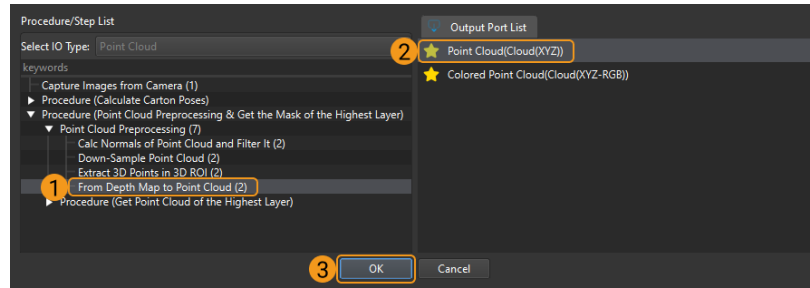 Procedure/Step List
Select IO Type: Point Cloud
keywords
Capture Images from Camera (1)
Procedure (Calculate Carton Poses)
Procedure (Point Cloud Preprocessing & Get the Mask of the Highest Layer)
Point Cloud Preprocessing (7)
Calc Normals of Point Cloud and Filter It (2)
Down-Sample Point Cloud (2)
Extract 3D Points in 3D ROI (2)
1 From Depth Map to Point Cloud (2)
Procedure (Get Point Cloud of the Highest Layer)
Output Port List
2 Point Cloud(Cloud(XYZ))
Colored Point Cloud(Cloud(XYZ-RGB))
3 OK
Cancel